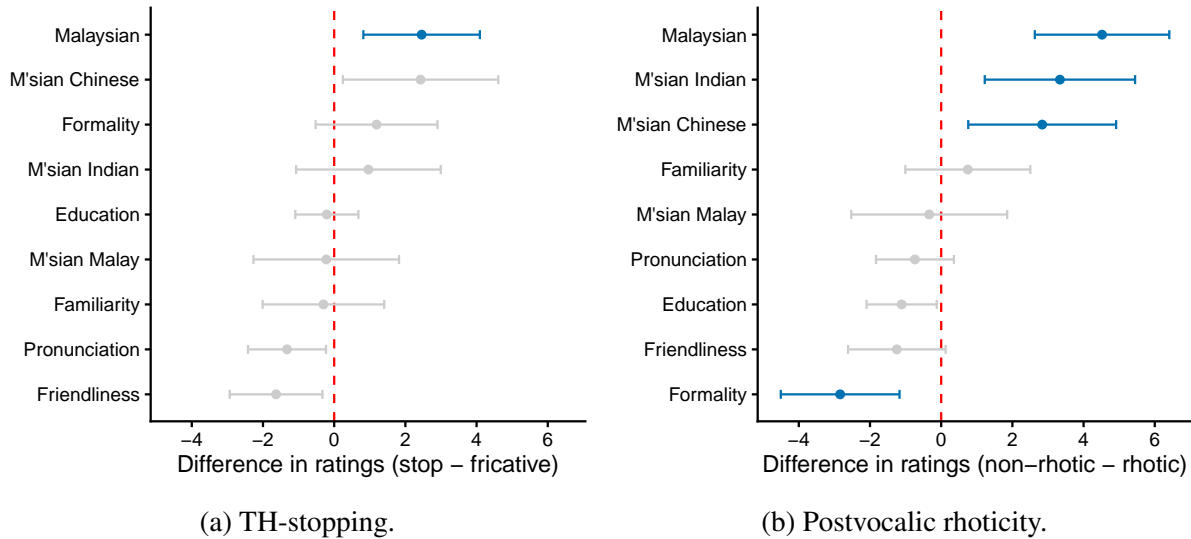 Malaysian
M'sian Chinese
Formality
M'sian Indian
Education
M'sian Malay
Familiarity
Pronunciation
Friendliness
−4 −2 0 2 4 6
Difference in ratings (stop − fricative)
(a) TH-stopping.
Malaysian
M'sian Indian
M'sian Chinese
Familiarity
M'sian Malay
Pronunciation
Education
Friendliness
Formality
−4 −2 0 2 4 6
Difference in ratings (non−rhotic − rhotic)
(b) Postvocalic rhoticity.